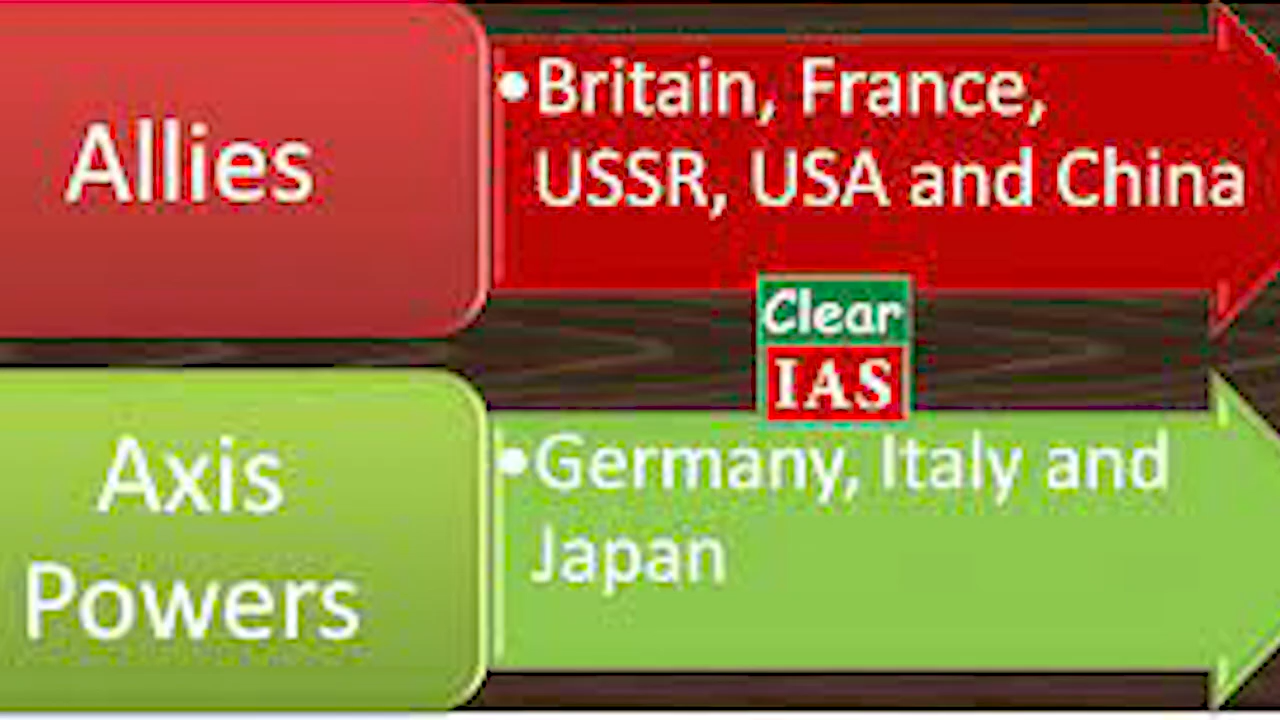 Allies
•Britain, France,
USSR, USA and China
Clear
IAS
Axis
Powers
•Germany, Italy and
Japan